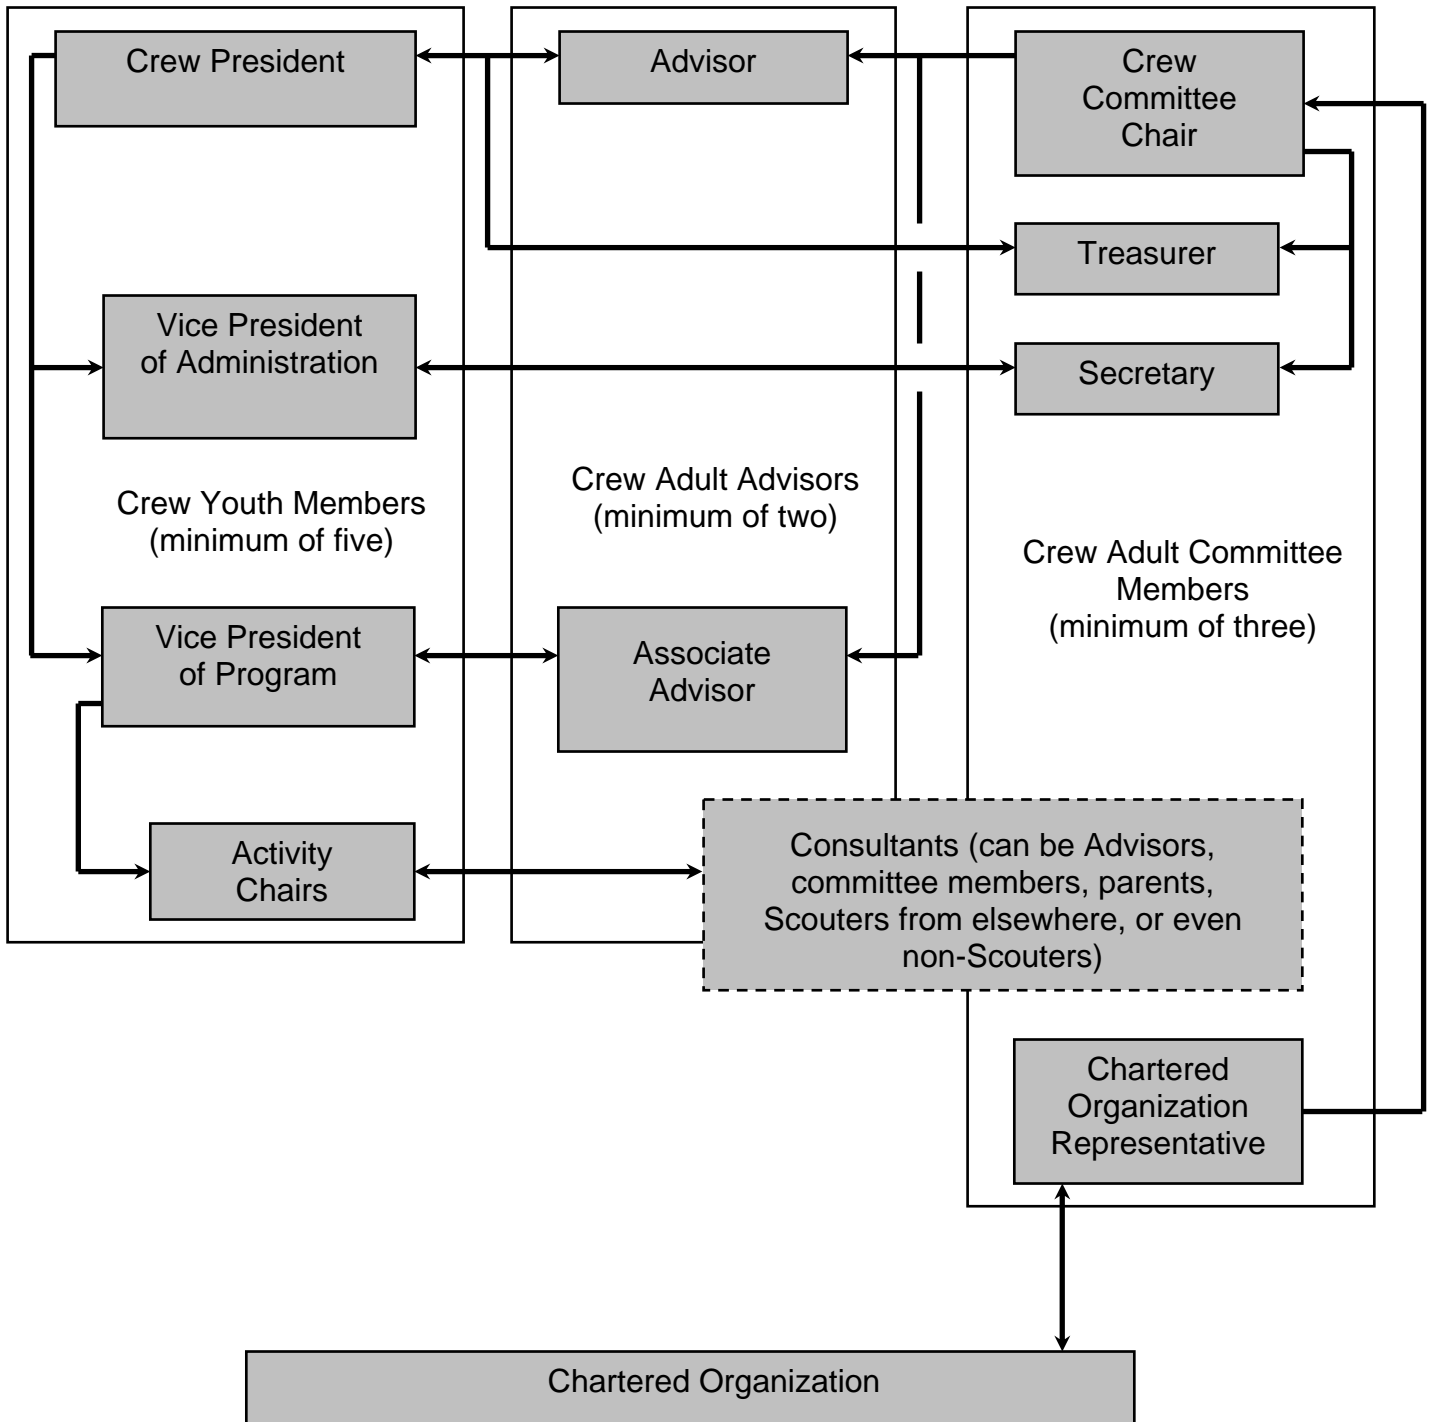 Crew President
Advisor
Crew
Committee
Chair
Treasurer
Vice President
of Administration
Secretary
Crew Youth Members
(minimum of five)
Crew Adult Advisors
(minimum of two)
Crew Adult Committee
Members
(minimum of three)
Vice President
of Program
Associate
Advisor
Activity
Chairs
Consultants (can be Advisors,
committee members, parents,
Scouters from elsewhere, or even
non-Scouters)
Chartered
Organization
Representative
Chartered Organization